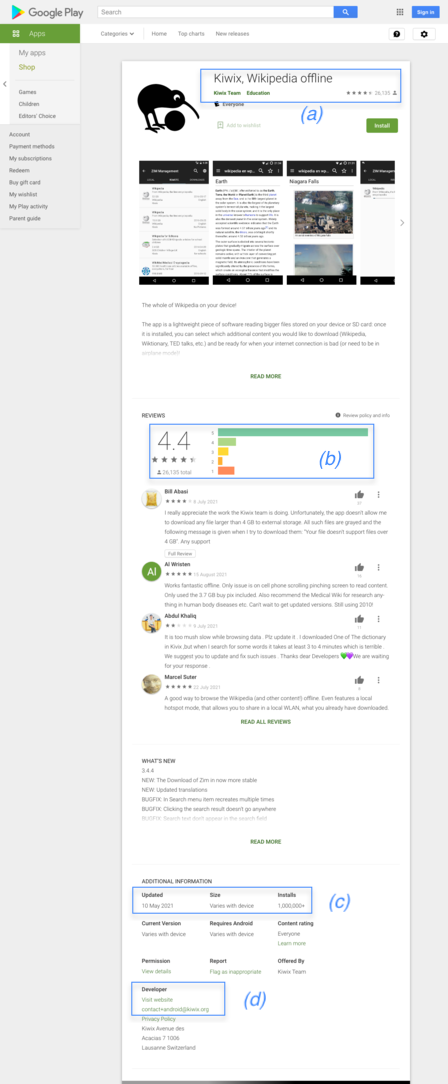 Google Play
Search
Sign in
Apps
Categories
Home
Top charts
New releases
My apps
Shop
Games
Children
Editors' Choice
Account
Payment methods
My subscriptions
Redeem
Buy gift card
My wishlist
My Play activity
Parent guide
Kiwix, Wikipedia offline
Kiwix Team Education
26,135
Everyone
(a)
Add to wishlist
Install
ZIM Management
Earth
Niagara Falls
ZIM Management
The whole of Wikipedia on your device!
The app is a lightweight piece of software reading bigger files stored on your device or SD card: once
it is installed, you can select which additional content you would like to download (Wikipedia,
Wiktionary, TED talks, etc.) and be ready for when your internet connection is bad (or need to be in
airplane mode!)
READ MORE
REVIEWS
Review policy and info
4.4
26,135 total
5
4
3
2
1
(b)
Bill Abasi
6 July 2021
I really appreciate the work the Kiwix team is doing. Unfortunately, the app doesn't allow me
to download any file larger than 4 GB to external storage. All such files are grayed and the
following message is given when I try to download them: "Your file doesn't support files over
4 GB". Any support
Full Review
Al
Al Wristen
15 August 2021
Works fantastic offline. Only issue is on cell phone scrolling pinching screen to read content.
Only used the 3.7 GB buy pix included. Also recommend the Medical Wiki for research any-
thing in human body diseases etc. Can't wait to get updated versions. Still using 2010!
Abdul Khaliq
6 July 2021
It is too mush slow while browsing data . Plz update it . I downloaded One of The dictionary
in Kivix ,but when I search for some words it takes at least 3 to 4 minutes which is terrible .
We suggest you to update and fix such issues . Thanks dear Developers 💚💜We are waiting
for your response .
Marcel Suter
22 July 2021
A good way to browse the Wikipedia (and other content!) offline. Even features a local
hotspot mode, that allows you to share in a local WLAN, what you already have downloaded.
READ ALL REVIEWS
WHAT'S NEW
3.4.4
NEW: The Download of Zim in now more stable
NEW: Updated translations
BUGFIX: In Search menu item recreates multiple times
BUGFIX: Clicking the search result doesn't go anywhere
BUGFIX: Search text don't appear in the search field
READ MORE
ADDITIONAL INFORMATION
Updated
Size
Installs
10 May 2021
Varies with device
1,000,000+
(c)
Current Version
Requires Android
Content rating
Varies with device
Varies with device
Everyone
Learn more
Permission
Report
Offered By
View details
Flag as inappropriate
Kiwix Team
Developer
Visit website
contact+android@kiwix.org
(d)
Privacy Policy
Kiwix Avenue des
Acacias 7 1006
Lausanne Switzerland